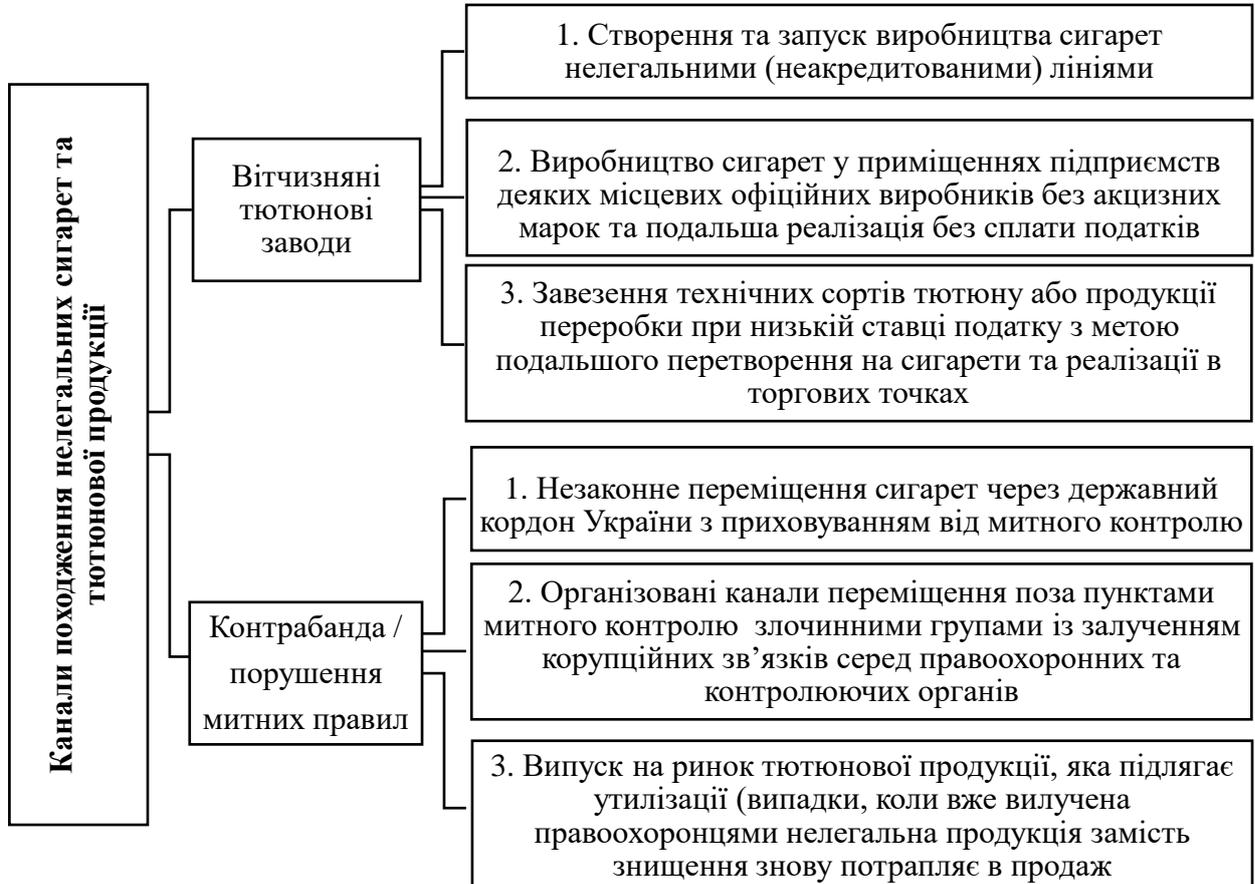 Канали походження нелегальних сигарет та
тютюнової продукції
Вітчизняні
тютюнові
заводи
1. Створення та запуск виробництва сигарет
нелегальними (неакредитованими) лініями
2. Виробництво сигарет у приміщеннях підприємств
деяких місцевих офіційних виробників без акцизних
марок та подальша реалізація без сплати податків
3. Завезення технічних сортів тютюну або продукції
переробки при низькій ставці податку з метою
подальшого перетворення на сигарети та реалізації в
торгових точках
Контрабанда /
порушення
митних правил
1. Незаконне переміщення сигарет через державний
кордон України з приховуванням від митного контролю
2. Організовані канали переміщення поза пунктами
митного контролю  злочинними групами із залученням
корупційних зв’язків серед правоохоронних та
контролюючих органів
3. Випуск на ринок тютюнової продукції, яка підлягає
утилізації (випадки, коли вже вилучена
правоохоронцями нелегальна продукція замість
знищення знову потрапляє в продаж